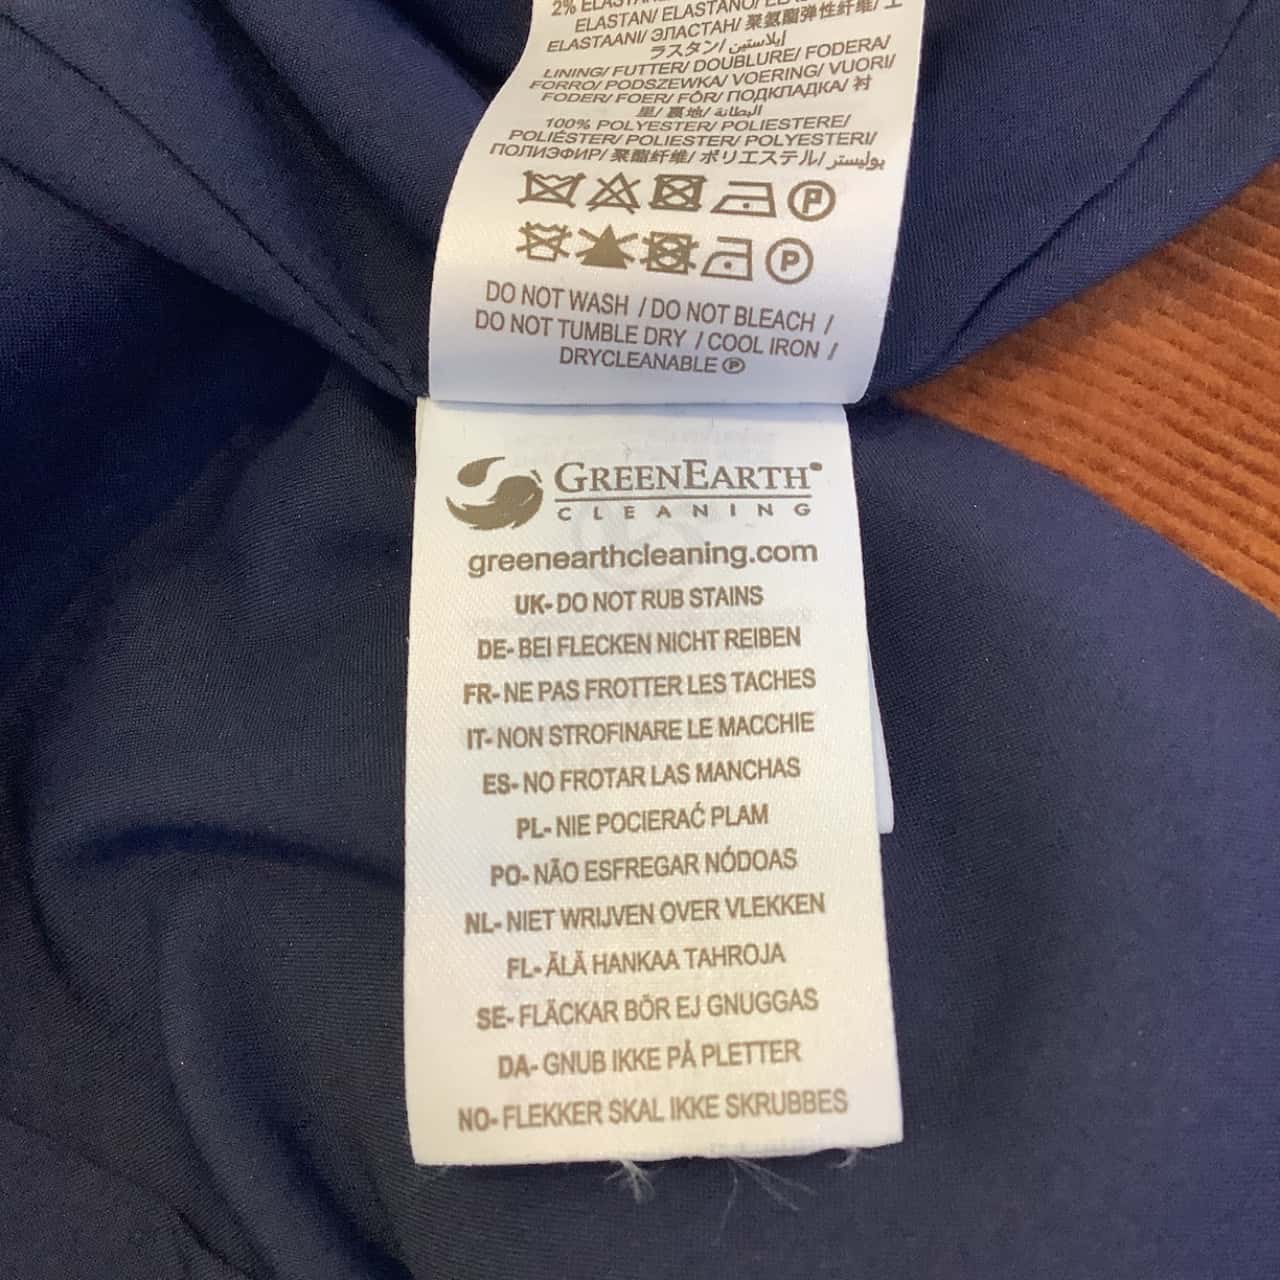 2% ELASTANE
ELASTAN/ ELASTANO/
ELASTAANI/ ЭЛАСТАН/ 聚氨酯弹性纤维/ エ
ラスタン/ إيلاستين
LINING/ FUTTER/ DOUBLURE/ FODERA/
FORRO/ PODSZEWKA/ VOERING/ VUORI/
FODER/ FOER/ FÔR/ ПОДКЛАДКА/ 衬
里/ 裏地/ البطانة
100% POLYESTER/ POLIESTERE/
POLIÉSTER/ POLIESTER/ POLYESTERI/
ПОЛИЭФИР/ 聚酯纤维/ ポリエステル/ بوليستر
P
P
DO NOT WASH / DO NOT BLEACH /
DO NOT TUMBLE DRY / COOL IRON /
DRYCLEANABLE Ⓟ
GREENEARTH®
CLEANING
greenearthcleaning.com
UK- DO NOT RUB STAINS
DE- BEI FLECKEN NICHT REIBEN
FR- NE PAS FROTTER LES TACHES
IT- NON STROFINARE LE MACCHIE
ES- NO FROTAR LAS MANCHAS
PL- NIE POCIERAĆ PLAM
PO- NÃO ESFREGAR NÓDOAS
NL- NIET WRIJVEN OVER VLEKKEN
FL- ÄLÄ HANKAA TAHROJA
SE- FLÄCKAR BÖR EJ GNUGGAS
DA- GNUB IKKE PÅ PLETTER
NO- FLEKKER SKAL IKKE SKRUBBES